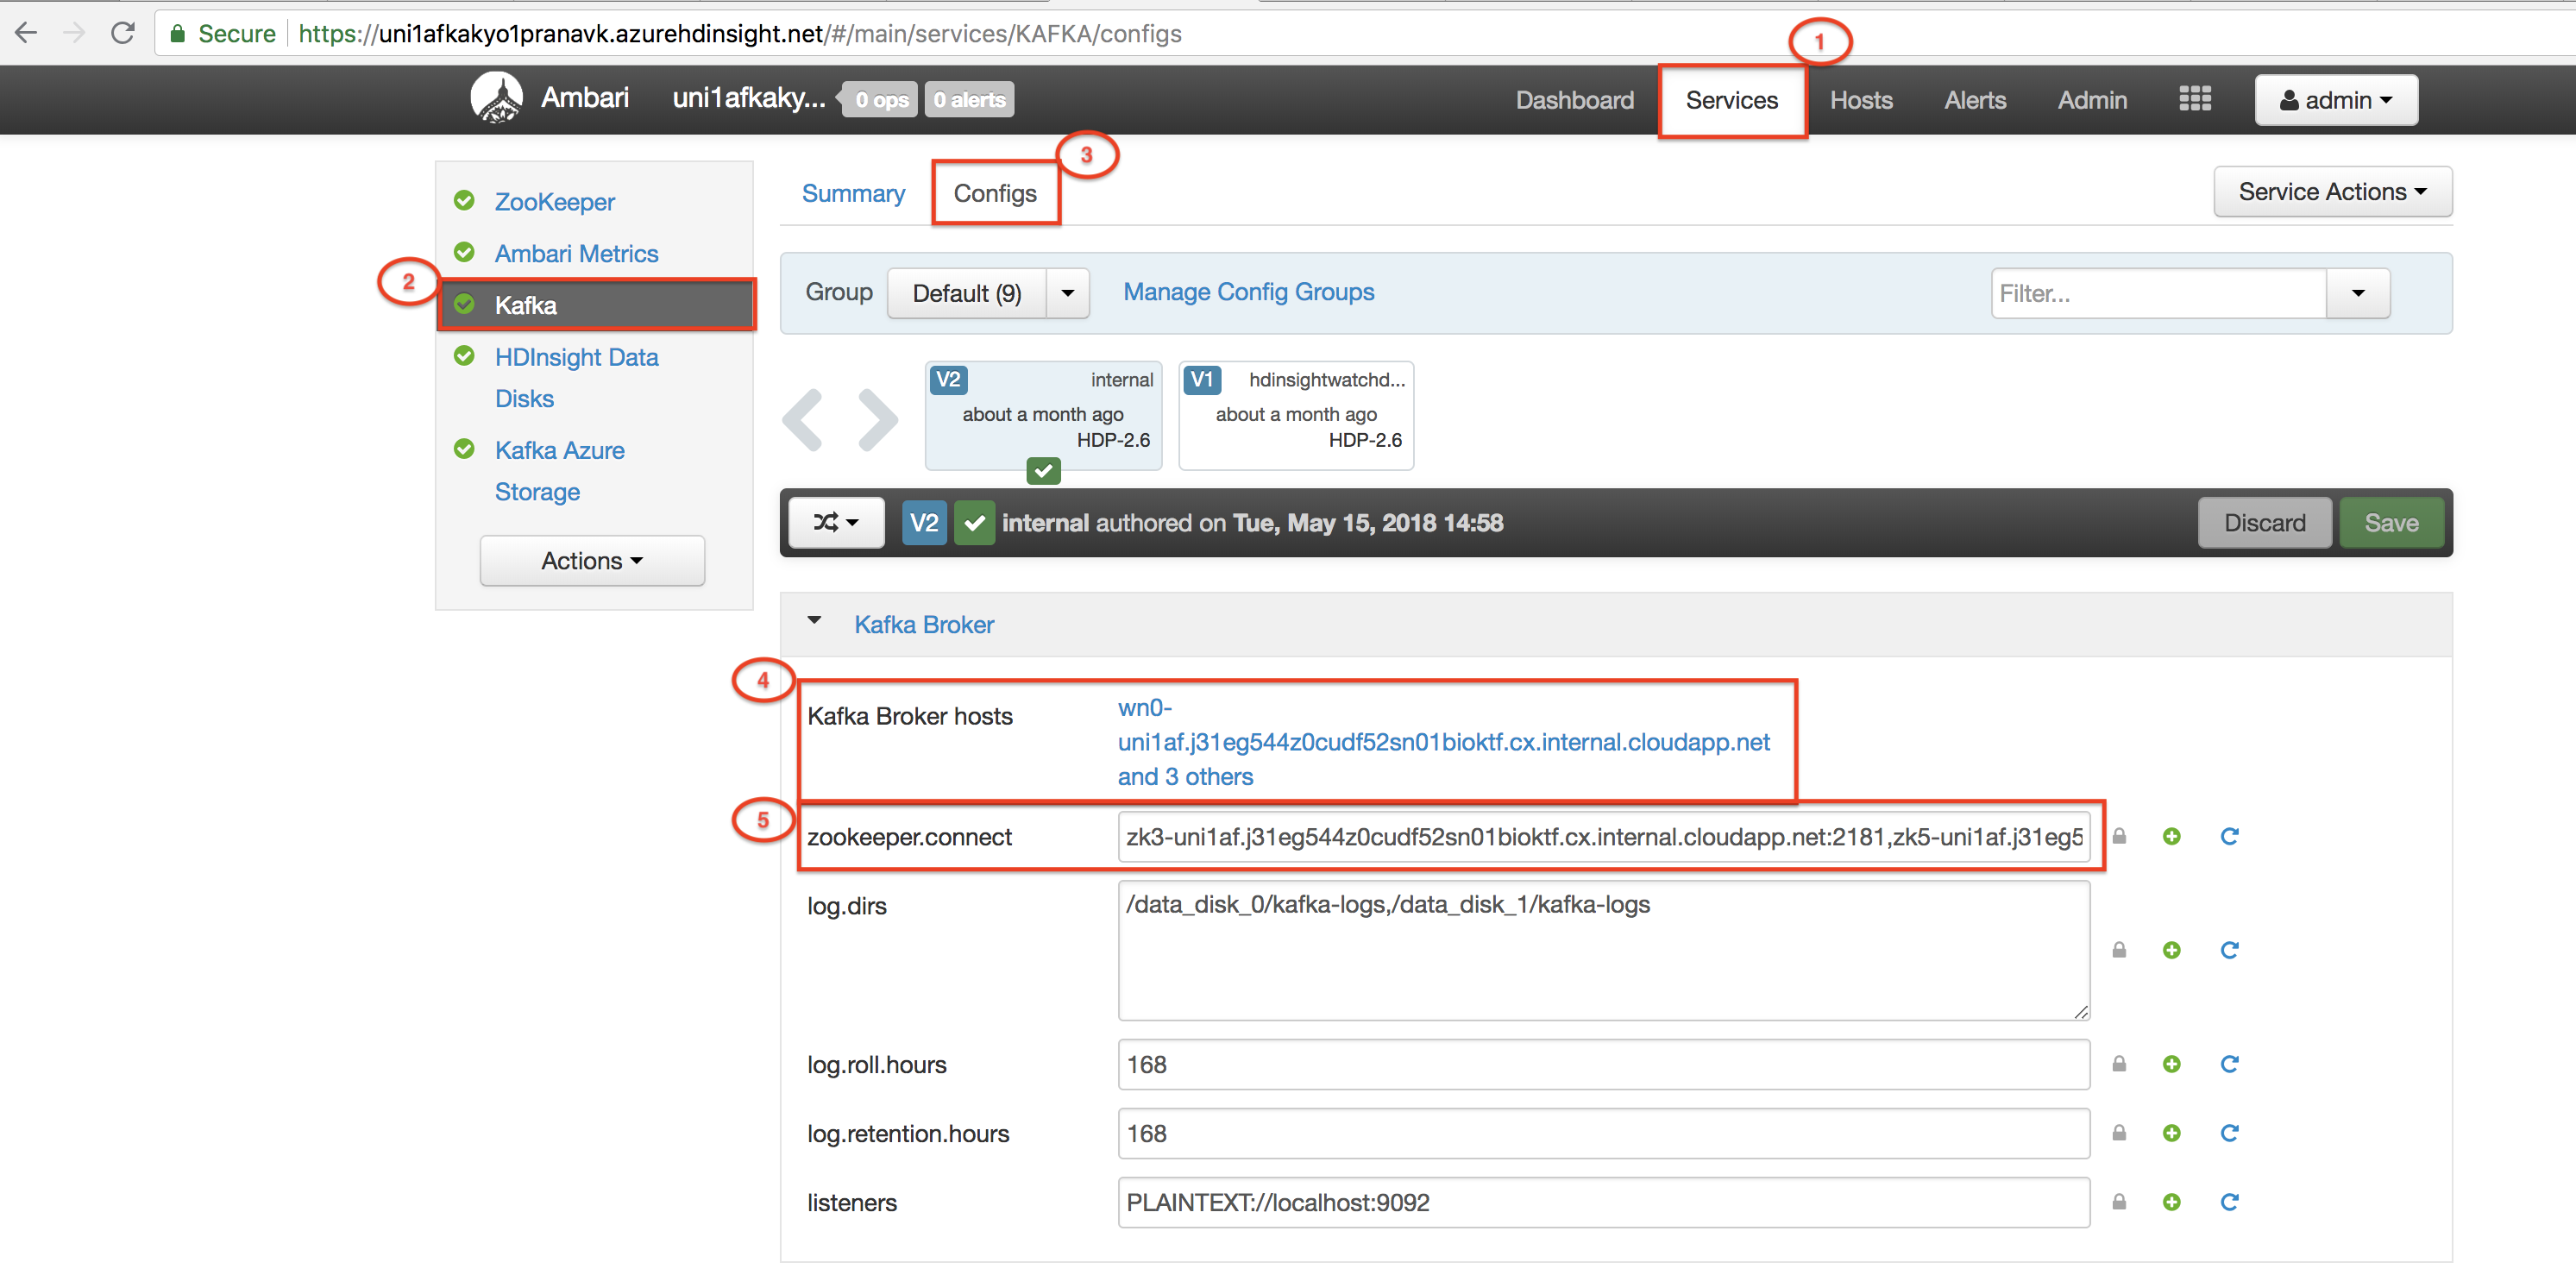 Secure https://uni1afkakyo1pranavk.azurehdinsight.net/#/main/services/KAFKA/configs
1
Ambari uni1afkaky... 0 ops 0 alerts Dashboard Services Hosts Alerts Admin admin
3
Summary Configs Service Actions
ZooKeeper
Ambari Metrics
2
Kafka
HDInsight Data
Disks
Kafka Azure
Storage
Actions
Group Default (9) Manage Config Groups Filter...
V2 internal
about a month ago
HDP-2.6
V1 hdinsightwatchd...
about a month ago
HDP-2.6
V2 internal authored on Tue, May 15, 2018 14:58 Discard Save
Kafka Broker
4
Kafka Broker hosts wn0-
uni1af.j31eg544z0cudf52sn01bioktf.cx.internal.cloudapp.net
and 3 others
5
zookeeper.connect zk3-uni1af.j31eg544z0cudf52sn01bioktf.cx.internal.cloudapp.net:2181,zk5-uni1af.j31eg5
log.dirs /data_disk_0/kafka-logs,/data_disk_1/kafka-logs
log.roll.hours 168
log.retention.hours 168
listeners PLAINTEXT://localhost:9092